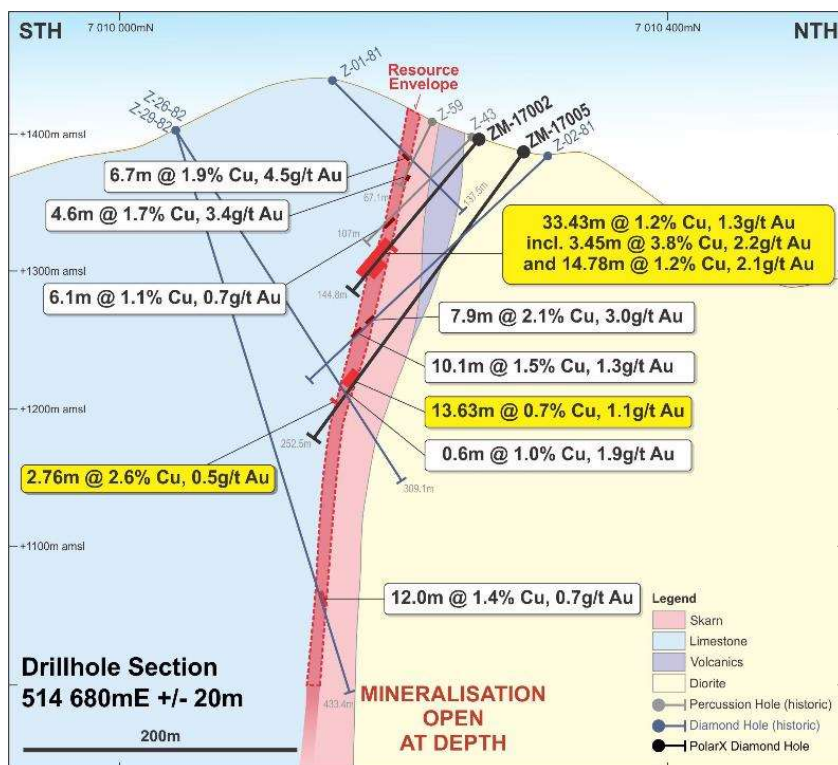 STH
7 010 000mN
7 010 400mN
NTH
Z-01-81
Resource
Envelope
Z-26-82
Z-29-82
Z-59
Z-43
ZM-17002
ZM-17005
Z-02-81
+1400m amsl
6.7m @ 1.9% Cu, 4.5g/t Au
67.1m
137.5m
4.6m @ 1.7% Cu, 3.4g/t Au
33.43m @ 1.2% Cu, 1.3g/t Au
incl. 3.45m @ 3.8% Cu, 2.2g/t Au
and 14.78m @ 1.2% Cu, 2.1g/t Au
107m
+1300m amsl
144.8m
6.1m @ 1.1% Cu, 0.7g/t Au
7.9m @ 2.1% Cu, 3.0g/t Au
10.1m @ 1.5% Cu, 1.3g/t Au
+1200m amsl
13.63m @ 0.7% Cu, 1.1g/t Au
252.5m
0.6m @ 1.0% Cu, 1.9g/t Au
2.76m @ 2.6% Cu, 0.5g/t Au
309.1m
+1100m amsl
12.0m @ 1.4% Cu, 0.7g/t Au
Drillhole Section
514 680mE +/- 20m
433.4m
MINERALISATION
OPEN
AT DEPTH
200m
Legend
Skarn
Limestone
Volcanics
Diorite
Percussion Hole (historic)
Diamond Hole (historic)
PolarX Diamond Hole